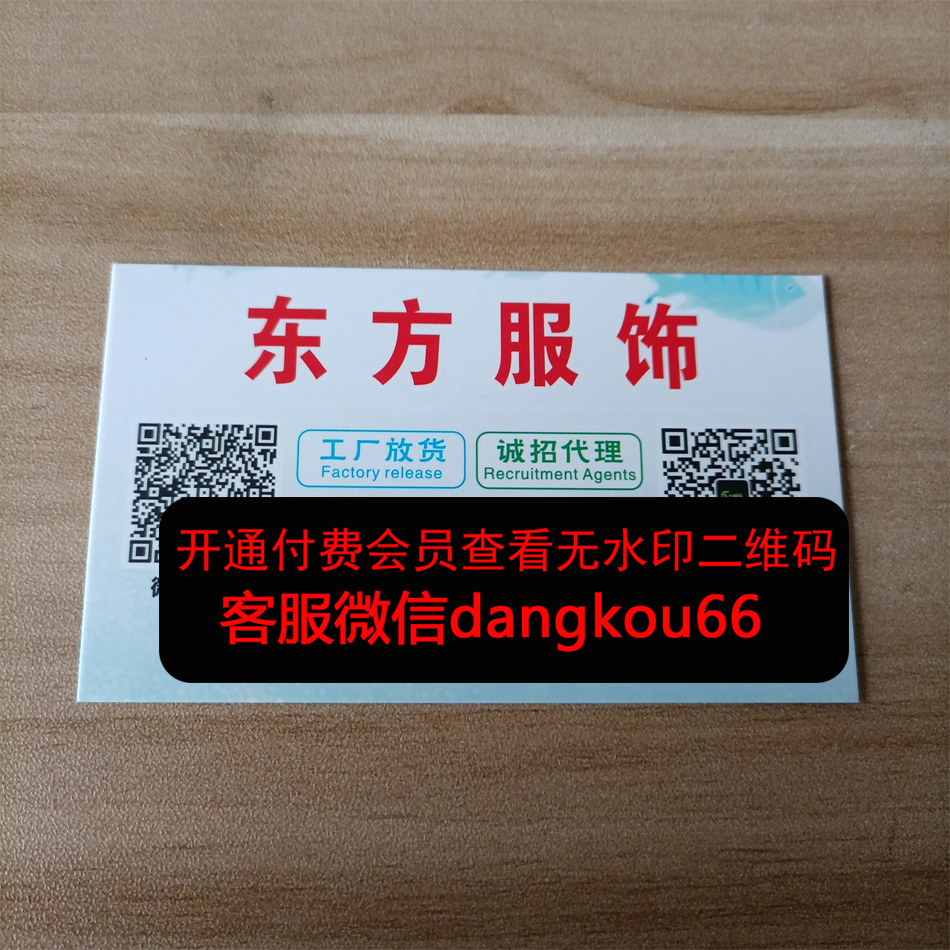 东方服饰
工厂放货
Factory release
诚招代理
Recruitment Agents
开通付费会员查看无水印二维码
客服微信dangkou66